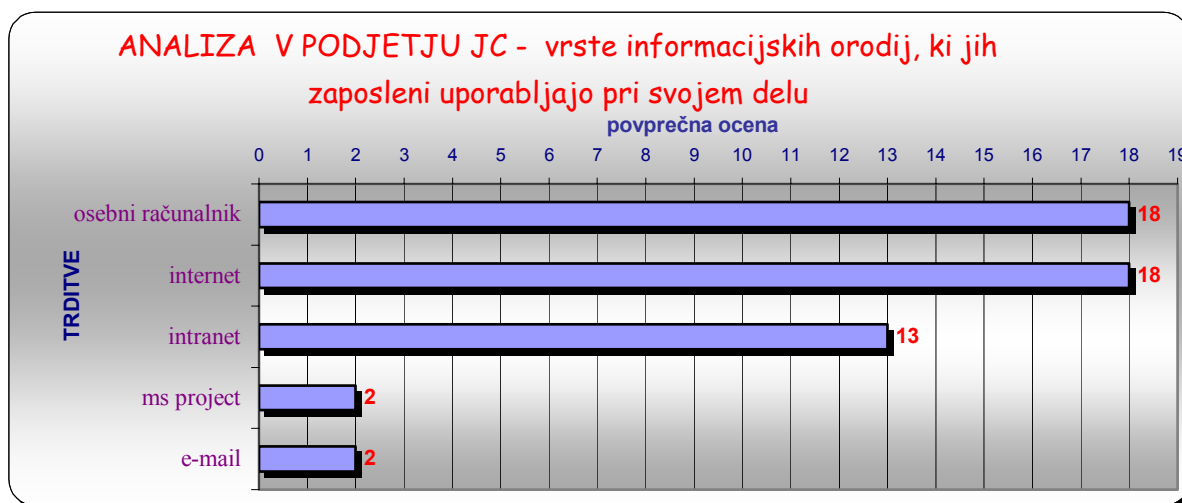 ANALIZA V PODJETJU JC - vrste informacijskih orodij, ki jih
zaposleni uporabljajo pri svojem delu
povprečna ocena
0 1 2 3 4 5 6 7 8 9 10 11 12 13 14 15 16 17 18 19
TRDITVE
osebni računalnik 18
internet 18
intranet 13
ms project 2
e-mail 2